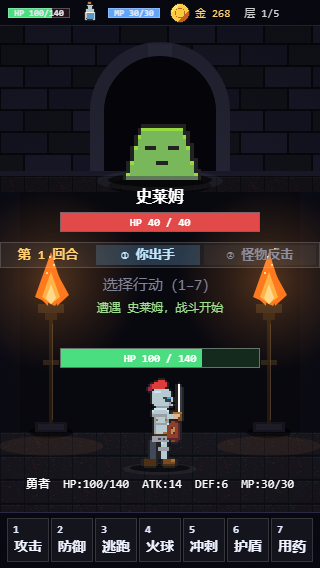 HP 100/140 MP 30/30 金 268 层 1/5
史莱姆
HP 40 / 40
第 1 回合 ① 你出手 ② 怪物反击
选择行动 (1-7)
遭遇 史莱姆，战斗开始
HP 100 / 140
勇者 HP:100/140 ATK:14 DEF:6 MP:30/30
1 2 3 4 5 6 7
攻击 防御 逃跑 火球 冲刺 护盾 用药